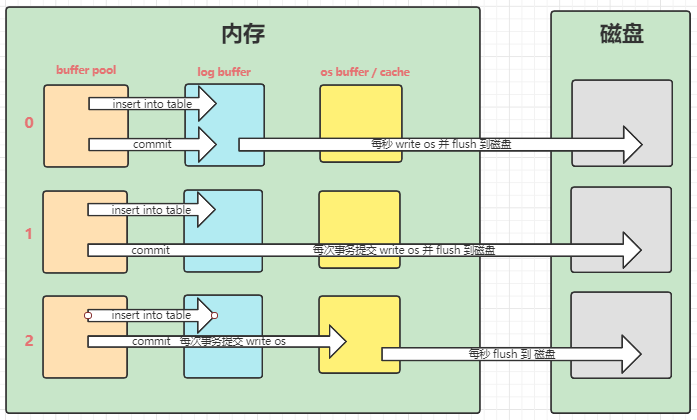 内存
磁盘
buffer pool
log buffer
os buffer / cache
0
insert into table
commit
每秒 write os 并 flush 到磁盘
1
insert into table
commit
每次事务提交 write os 并 flush 到磁盘
2
insert into table
commit 每次事务提交 write os
每秒 flush 到 磁盘